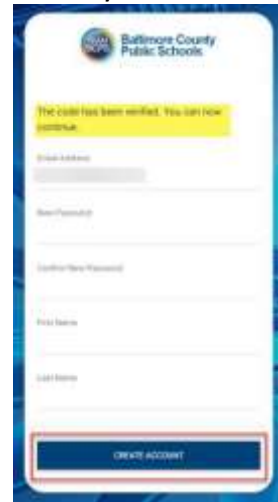 Baltimore County
Public Schools
The code has been verified. You can now
continue.
Email Address
New Password
Confirm New Password
First Name
Last Name
CREATE ACCOUNT